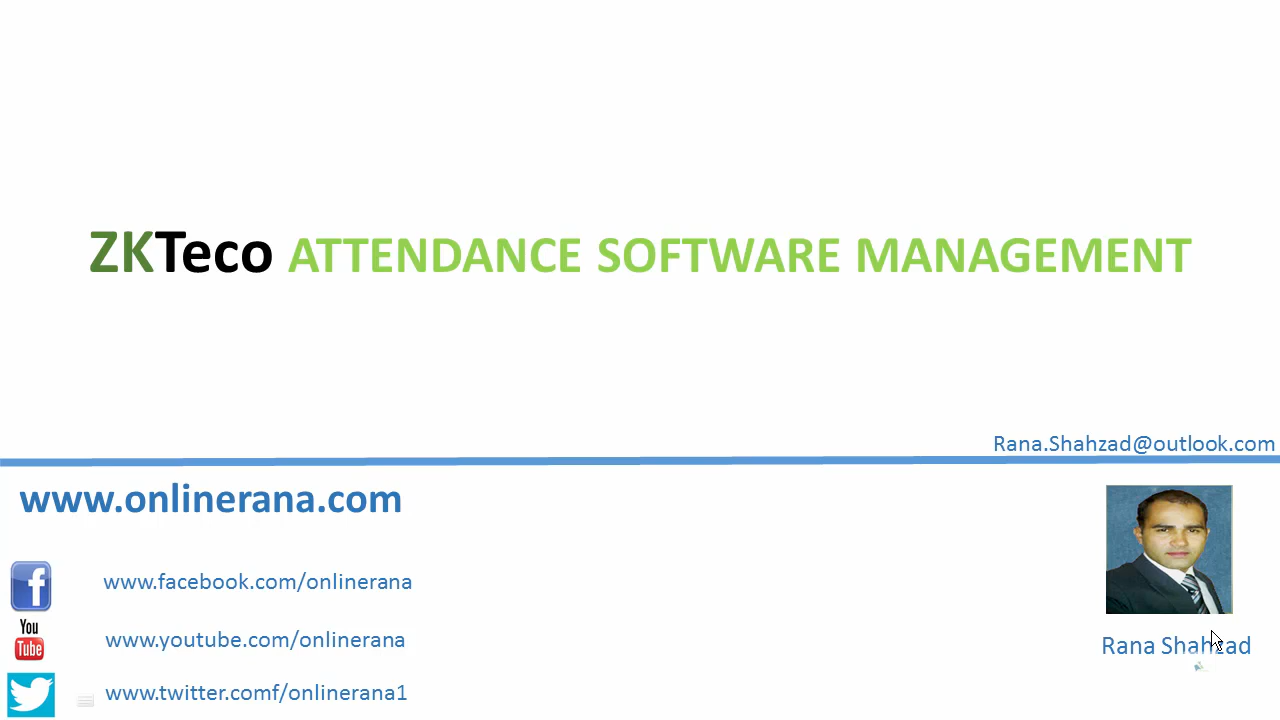 ZKTeco ATTENDANCE SOFTWARE MANAGEMENT
Rana.Shahzad@outlook.com
www.onlinerana.com
www.facebook.com/onlinerana
You
Tube
www.youtube.com/onlinerana
Rana Shahzad
www.twitter.comf/onlinerana1